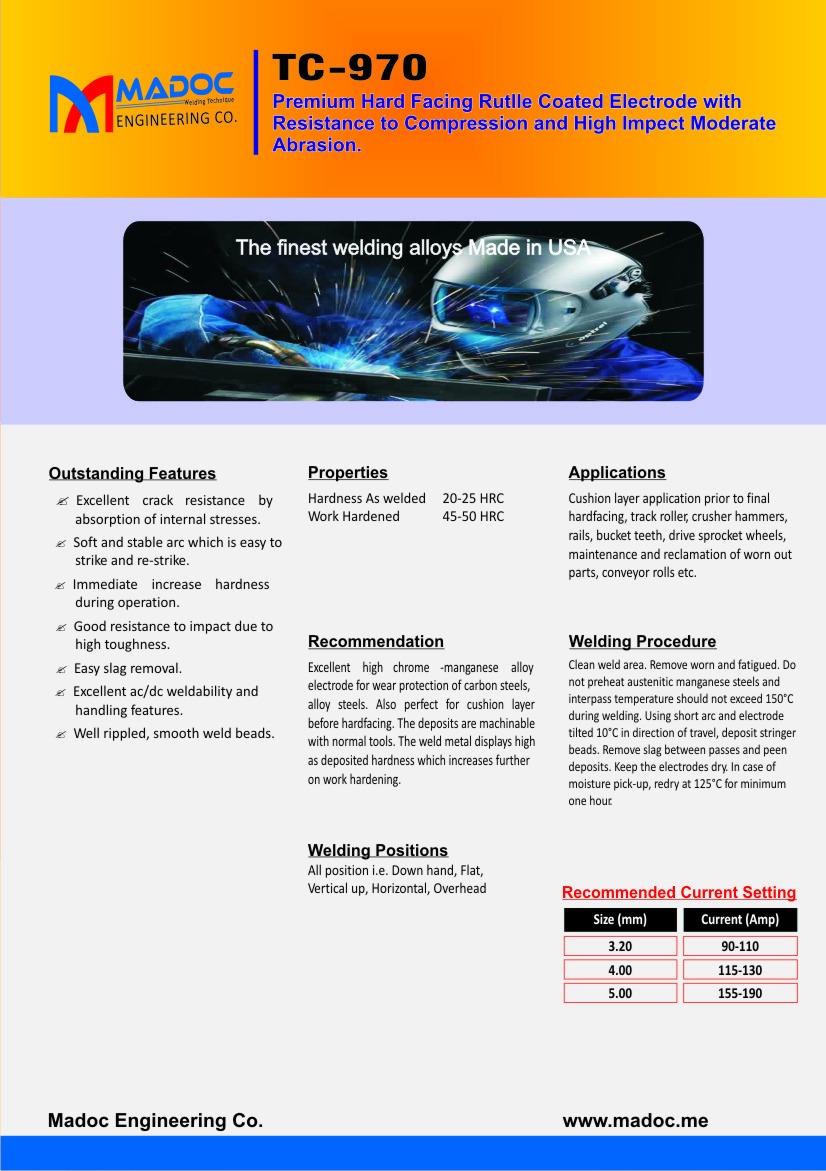 MADOC
Welding Technique
ENGINEERING CO.
TC-970
Premium Hard Facing Rutlle Coated Electrode with
Resistance to Compression and High Impect Moderate
Abrasion.
The finest welding alloys Made in USA
optrel
Outstanding Features
Excellent crack resistance by
absorption of internal stresses.
Soft and stable arc which is easy to
strike and re-strike.
Immediate increase hardness
during operation.
Good resistance to impact due to
high toughness.
Easy slag removal.
Excellent ac/dc weldability and
handling features.
Well rippled, smooth weld beads.
Properties
Hardness As welded 20-25 HRC
Work Hardened 45-50 HRC
Recommendation
Excellent high chrome -manganese alloy
electrode for wear protection of carbon steels,
alloy steels. Also perfect for cushion layer
before hardfacing. The deposits are machinable
with normal tools. The weld metal displays high
as deposited hardness which increases further
on work hardening.
Welding Positions
All position i.e. Down hand, Flat,
Vertical up, Horizontal, Overhead
Applications
Cushion layer application prior to final
hardfacing, track roller, crusher hammers,
rails, bucket teeth, drive sprocket wheels,
maintenance and reclamation of worn out
parts, conveyor rolls etc.
Welding Procedure
Clean weld area. Remove worn and fatigued. Do
not preheat austenitic manganese steels and
interpass temperature should not exceed 150°C
during welding. Using short arc and electrode
tilted 10°C in direction of travel, deposit stringer
beads. Remove slag between passes and peen
deposits. Keep the electrodes dry. In case of
moisture pick-up, redry at 125°C for minimum
one hour.
Recommended Current Setting
Size (mm) Current (Amp)
3.20 90-110
4.00 115-130
5.00 155-190
Madoc Engineering Co.
www.madoc.me